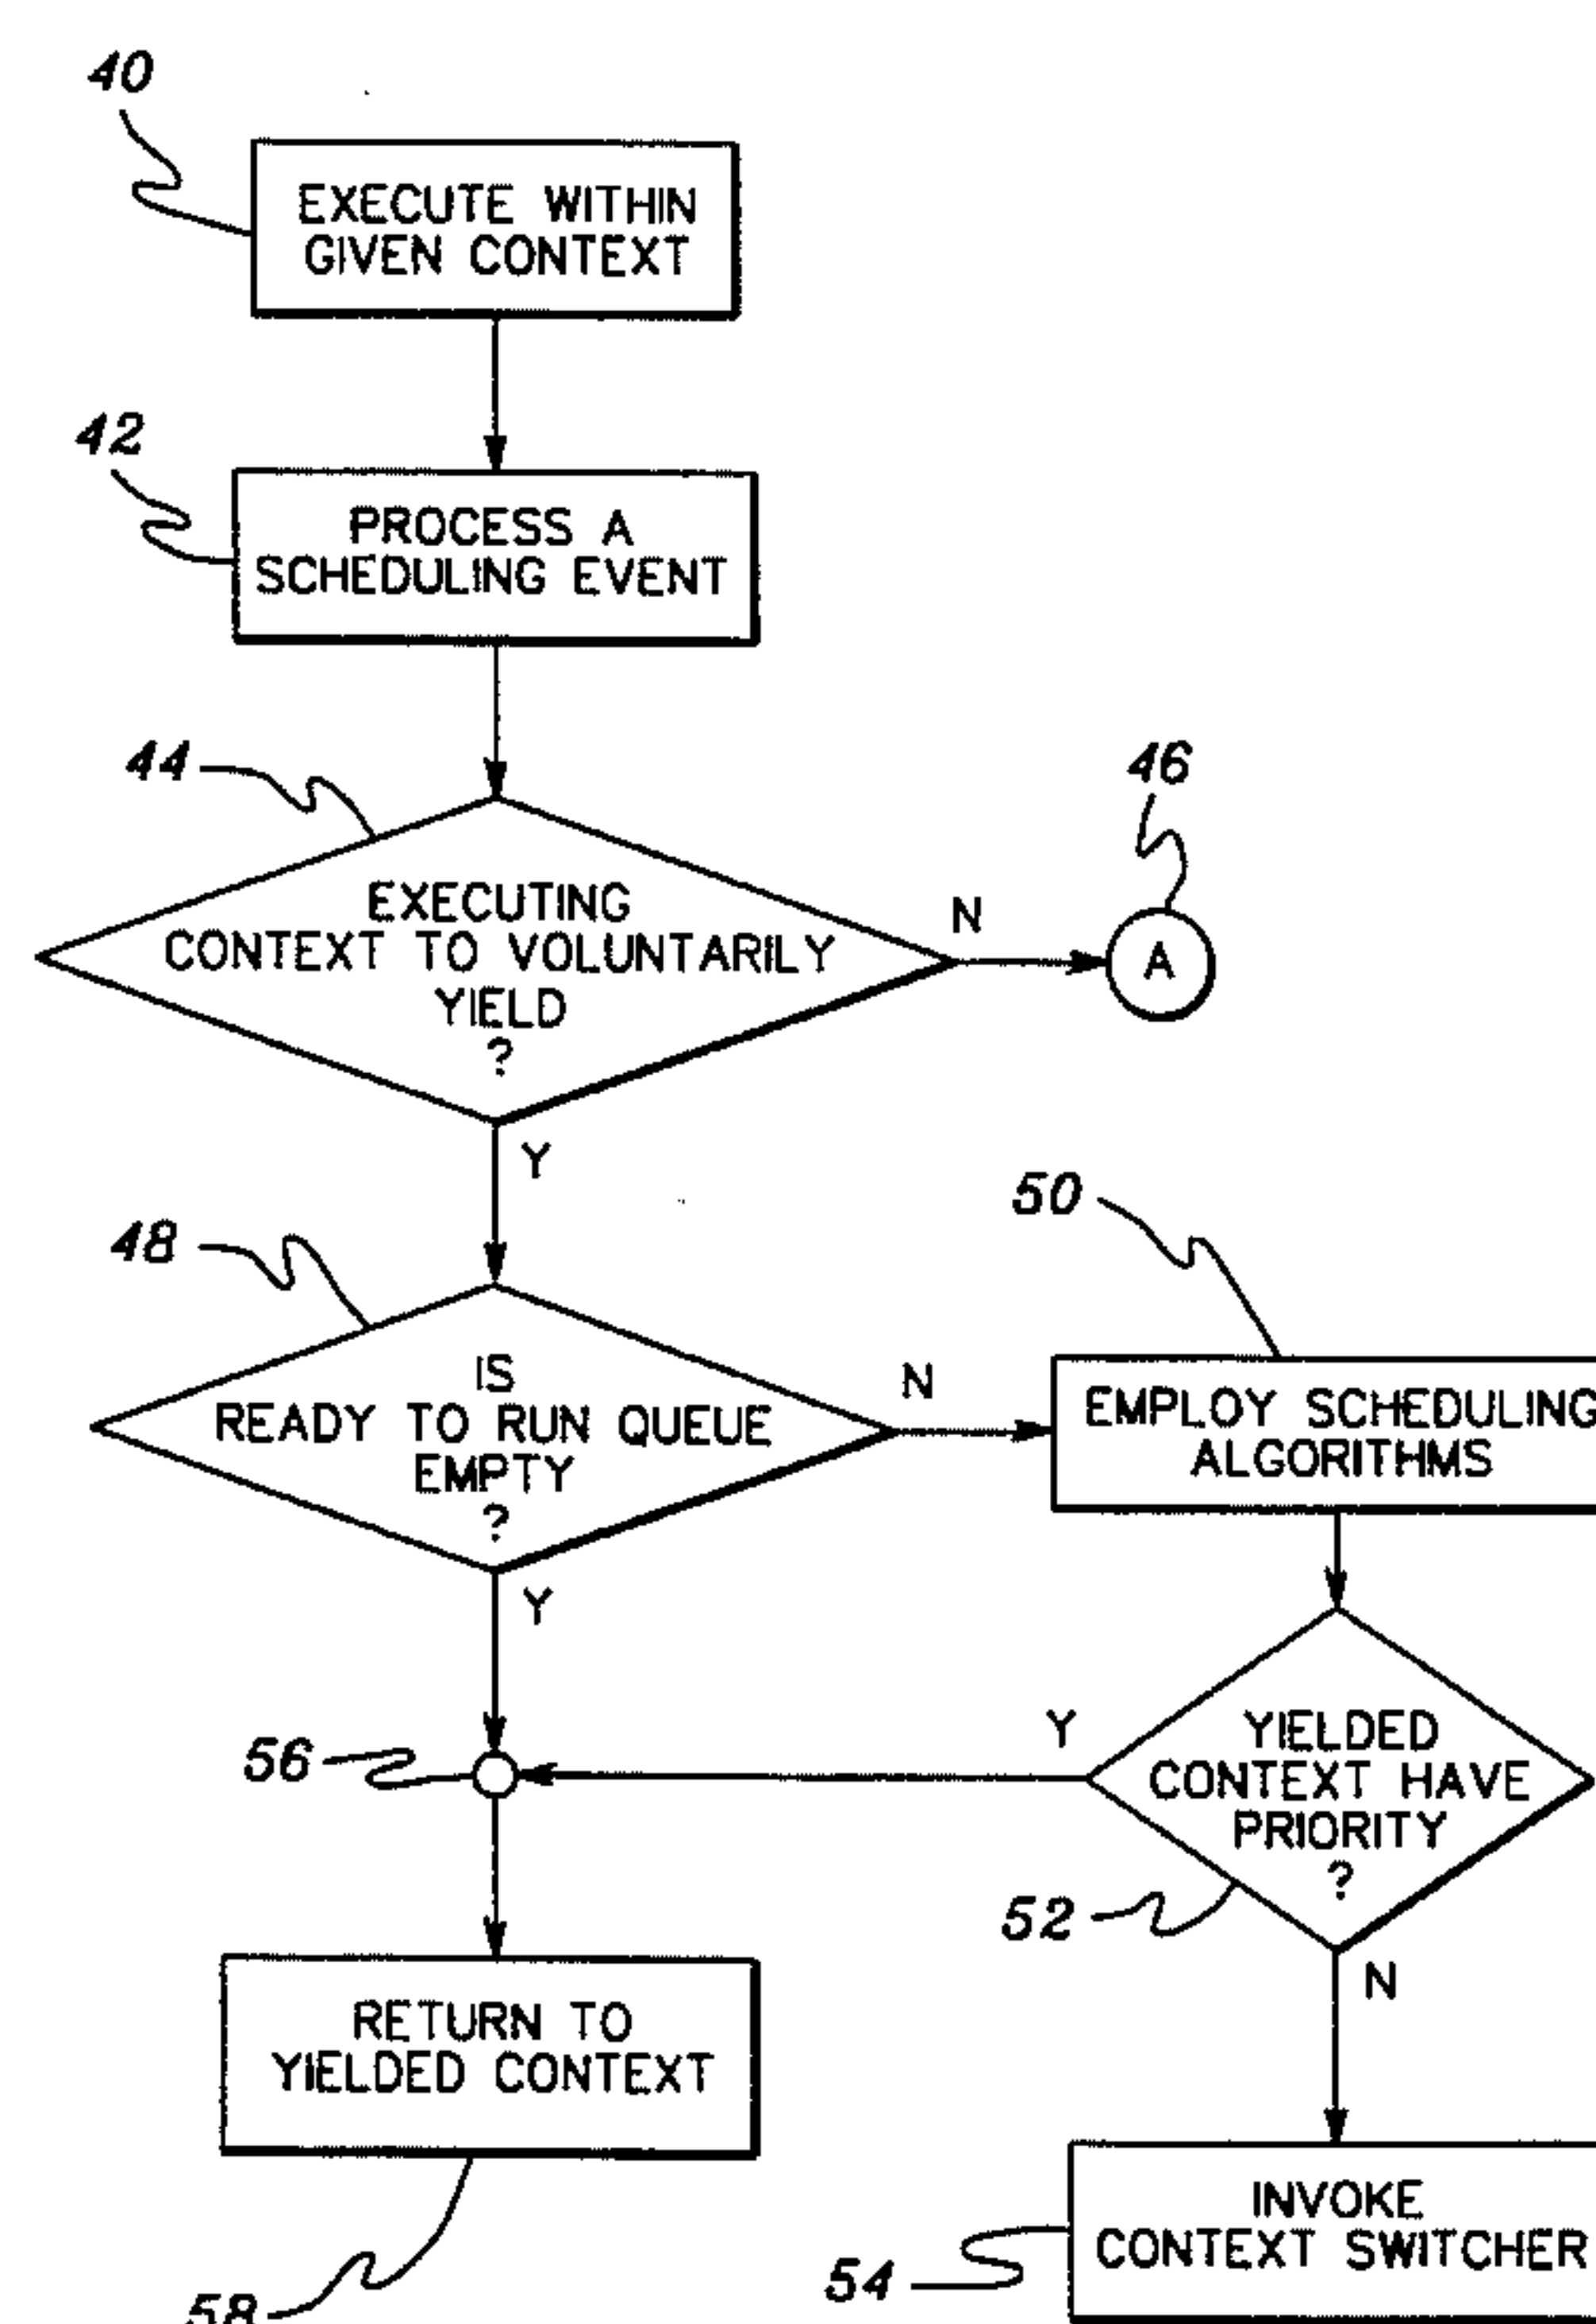 40
EXECUTE WITHIN
GIVEN CONTEXT
42
PROCESS A
SCHEDULING EVENT
44
EXECUTING
CONTEXT TO VOLUNTARILY
YIELD
?
N
46
A
Y
48
IS
READY TO RUN QUEUE
EMPTY
?
N
50
EMPLOY SCHEDULING
ALGORITHMS
Y
56
Y
YIELDED
CONTEXT HAVE
PRIORITY
?
52
N
RETURN TO
YIELDED CONTEXT
58
INVOKE
CONTEXT SWITCHER
54